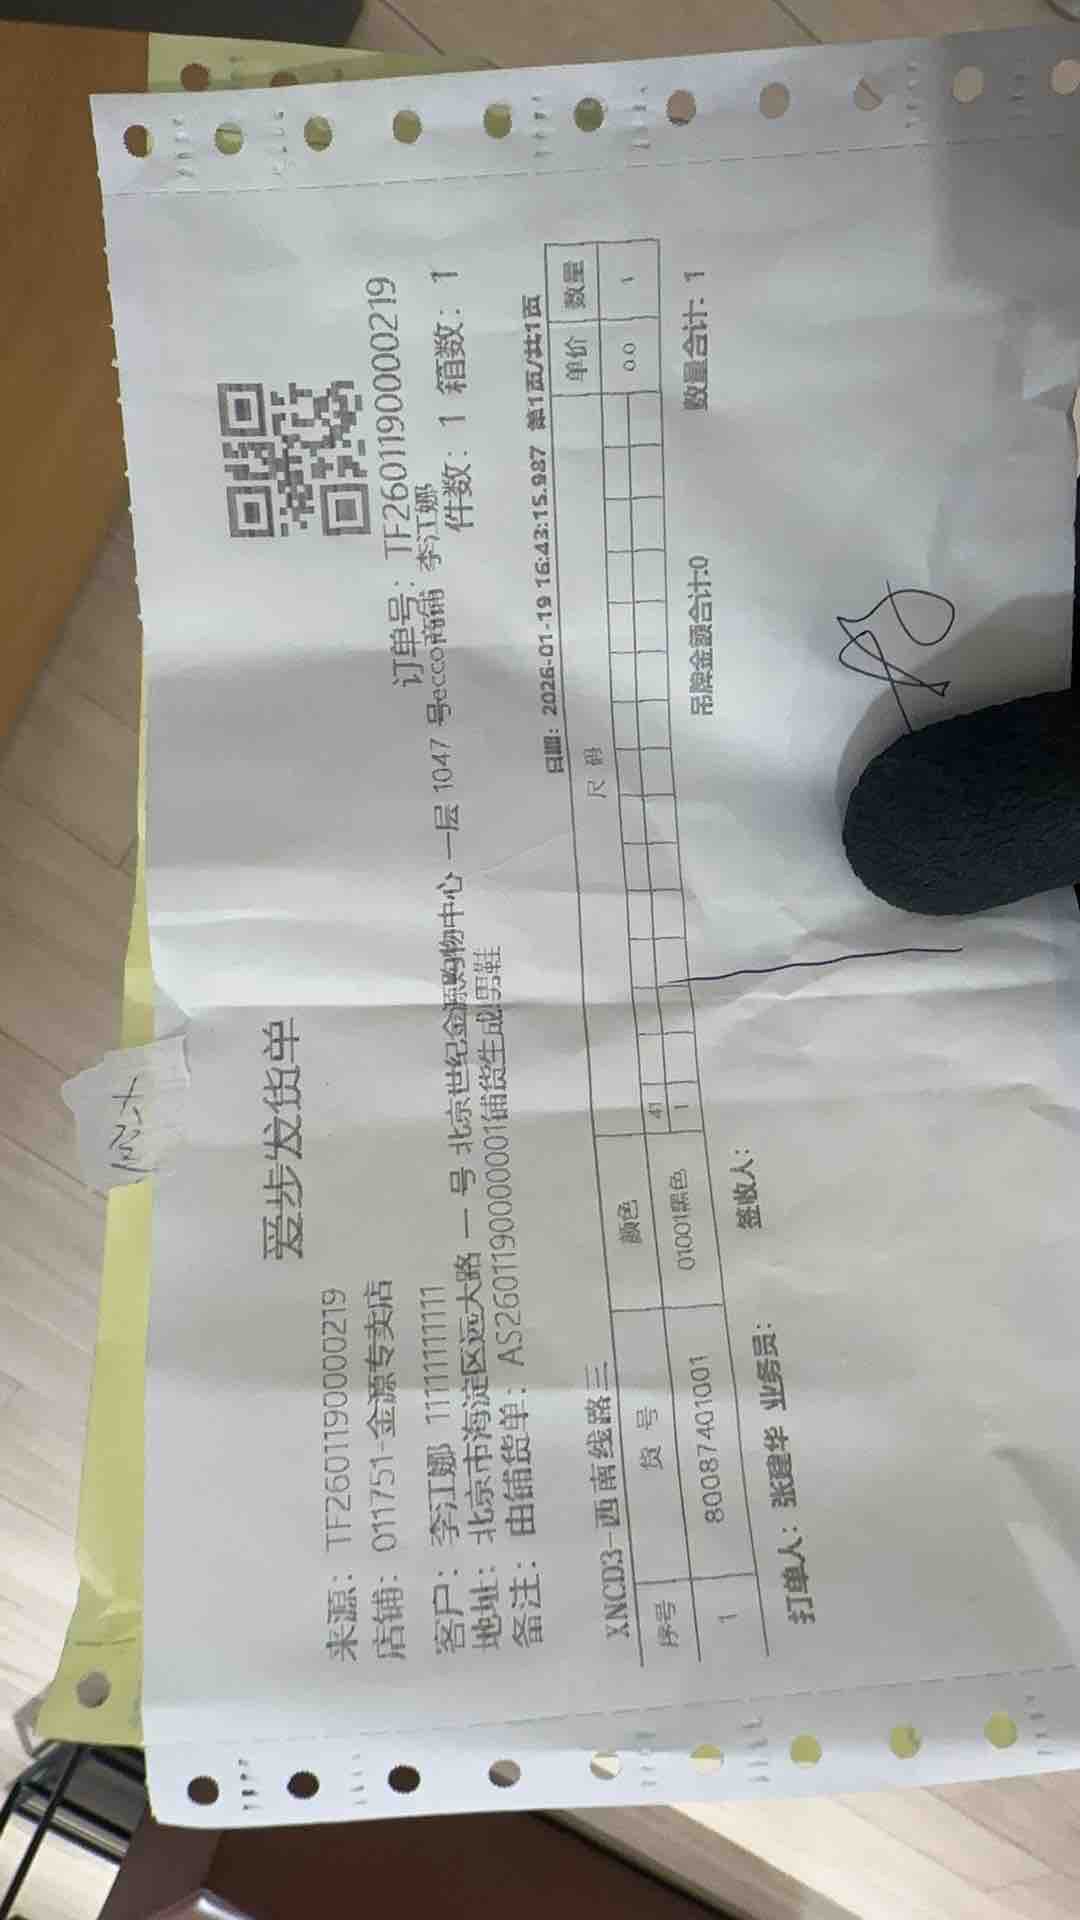 爱步发货单
来源：TF260119000219
店铺：011751-金源专卖店
订单号：TF260119000219
客户：李江娜 11111111111
李江娜
地址：北京市海淀区远大路 一 号 北京世纪金源购物中心 一层 1047 号ecco商铺
件数：1 箱数：1
备注：由铺货单：AS260119000001铺货生成!男鞋
日期：2026-01-19 16:43:15.987 第1页/共1页
XNCD3-西南线路三
序号 货号 颜色 尺码 单价 数量
41
1 80087401001 01001黑色 1 0.0 1
吊牌金额合计:0 数量合计：1
打单人：张建华 业务员： 签收人：